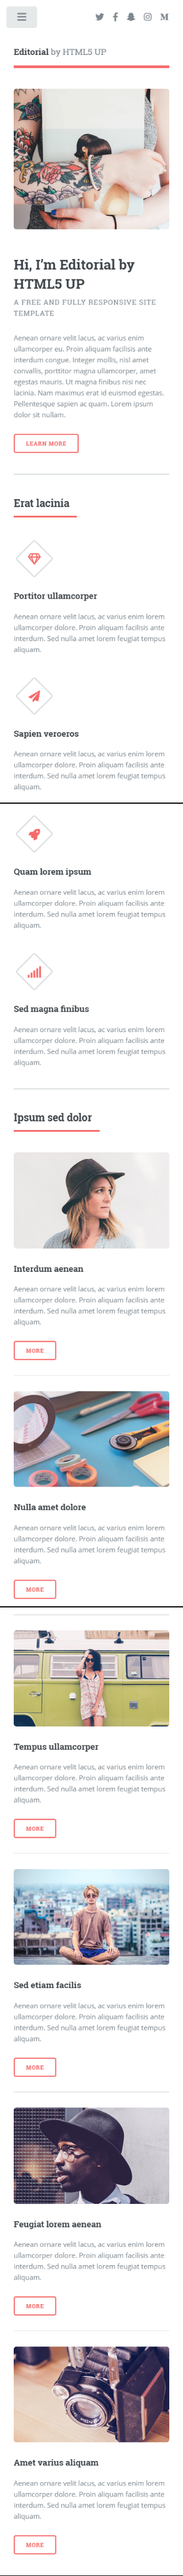 Editorial by HTML5 UP
Hi, I'm Editorial by
HTML5 UP
A FREE AND FULLY RESPONSIVE SITE
TEMPLATE
Aenean ornare velit lacus, ac varius enim
ullamcorper eu. Proin aliquam facilisis ante
interdum congue. Integer mollis, nisl amet
convallis, porttitor magna ullamcorper, amet
egestas mauris. Ut magna finibus nisi nec
lacinia. Nam maximus erat id euismod egestas.
Pellentesque sapien ac quam. Lorem ipsum
dolor sit nullam.
LEARN MORE
Erat lacinia
Portitor ullamcorper
Aenean ornare velit lacus, ac varius enim lorem
ullamcorper dolore. Proin aliquam facilisis ante
interdum. Sed nulla amet lorem feugiat tempus
aliquam.
Sapien veroeros
Aenean ornare velit lacus, ac varius enim lorem
ullamcorper dolore. Proin aliquam facilisis ante
interdum. Sed nulla amet lorem feugiat tempus
aliquam.
Quam lorem ipsum
Aenean ornare velit lacus, ac varius enim lorem
ullamcorper dolore. Proin aliquam facilisis ante
interdum. Sed nulla amet lorem feugiat tempus
aliquam.
Sed magna finibus
Aenean ornare velit lacus, ac varius enim lorem
ullamcorper dolore. Proin aliquam facilisis ante
interdum. Sed nulla amet lorem feugiat tempus
aliquam.
Ipsum sed dolor
Interdum aenean
Aenean ornare velit lacus, ac varius enim lorem
ullamcorper dolore. Proin aliquam facilisis ante
interdum. Sed nulla amet lorem feugiat tempus
aliquam.
MORE
Nulla amet dolore
Aenean ornare velit lacus, ac varius enim lorem
ullamcorper dolore. Proin aliquam facilisis ante
interdum. Sed nulla amet lorem feugiat tempus
aliquam.
MORE
Tempus ullamcorper
Aenean ornare velit lacus, ac varius enim lorem
ullamcorper dolore. Proin aliquam facilisis ante
interdum. Sed nulla amet lorem feugiat tempus
aliquam.
MORE
Sed etiam facilis
Aenean ornare velit lacus, ac varius enim lorem
ullamcorper dolore. Proin aliquam facilisis ante
interdum. Sed nulla amet lorem feugiat tempus
aliquam.
MORE
Feugiat lorem aenean
Aenean ornare velit lacus, ac varius enim lorem
ullamcorper dolore. Proin aliquam facilisis ante
interdum. Sed nulla amet lorem feugiat tempus
aliquam.
MORE
Amet varius aliquam
Aenean ornare velit lacus, ac varius enim lorem
ullamcorper dolore. Proin aliquam facilisis ante
interdum. Sed nulla amet lorem feugiat tempus
aliquam.
MORE